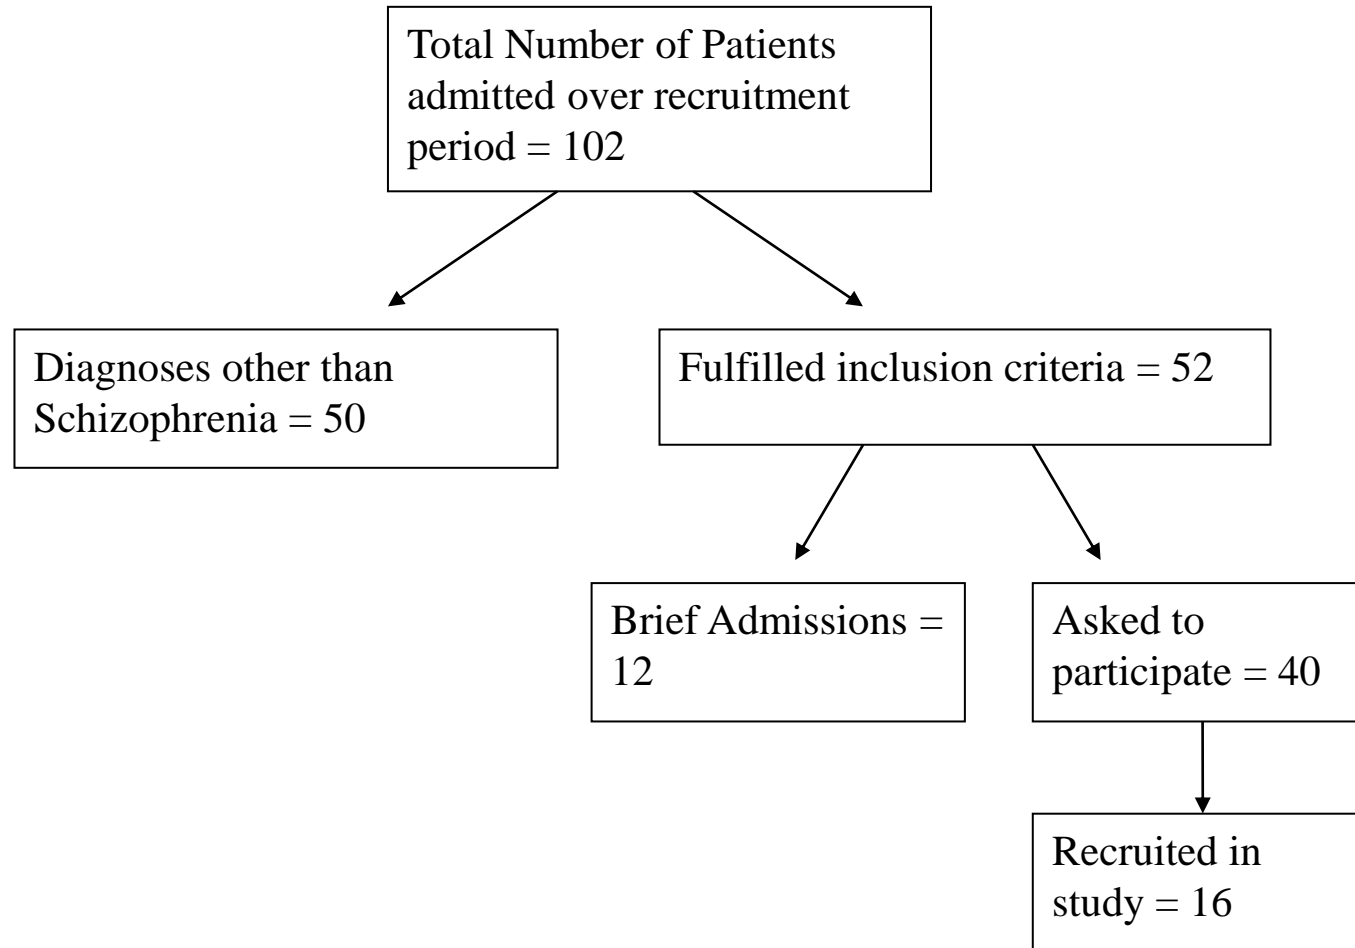 Total Number of Patients
admitted over recruitment
period = 102
Diagnoses other than
Schizophrenia = 50
Fulfilled inclusion criteria = 52
Brief Admissions =
12
Asked to
participate = 40
Recruited in
study = 16